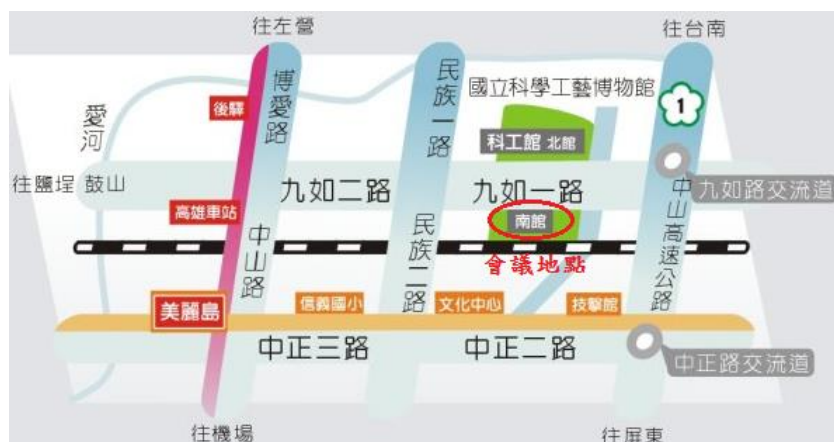 往左營
往台南
博愛路
民族一路
國立科學工藝博物館
1
愛河
後驛
科工館 北館
往鹽埕 鼓山
九如二路
九如一路
九如路交流道
高雄車站
南館
中山路
民族二路
會議地點
中山高速公路
美麗島
信義國小
文化中心
技擊館
中正三路
中正二路
中正路交流道
往機場
往屏東